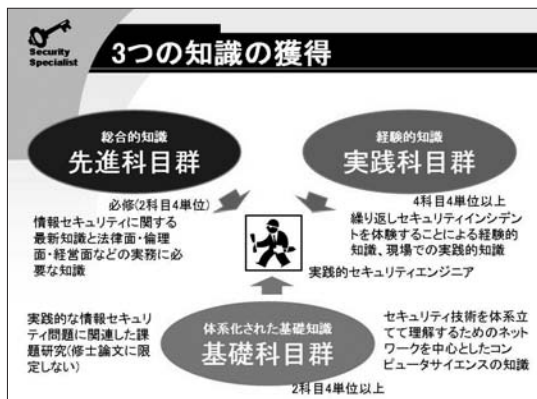 Security
Specialist
3つの知識の獲得
総合的知識
先進科目群
経験的知識
実践科目群
必修(2科目4単位)
情報セキュリティに関する
最新知識と法律面・倫理
面・経営面などの実務に必
要な知識
4科目4単位以上
繰り返しセキュリティインシデン
トを体験することによる経験的
知識、現場での実践的知識
実践的セキュリティエンジニア
実践的な情報セキュリ
ティ問題に関連した課
題研究(修士論文に限
定しない)
体系化された基礎知識
基礎科目群
2科目4単位以上
セキュリティ技術を体系立
てて理解するためのネット
ワークを中心としたコン
ピュータサイエンスの知識